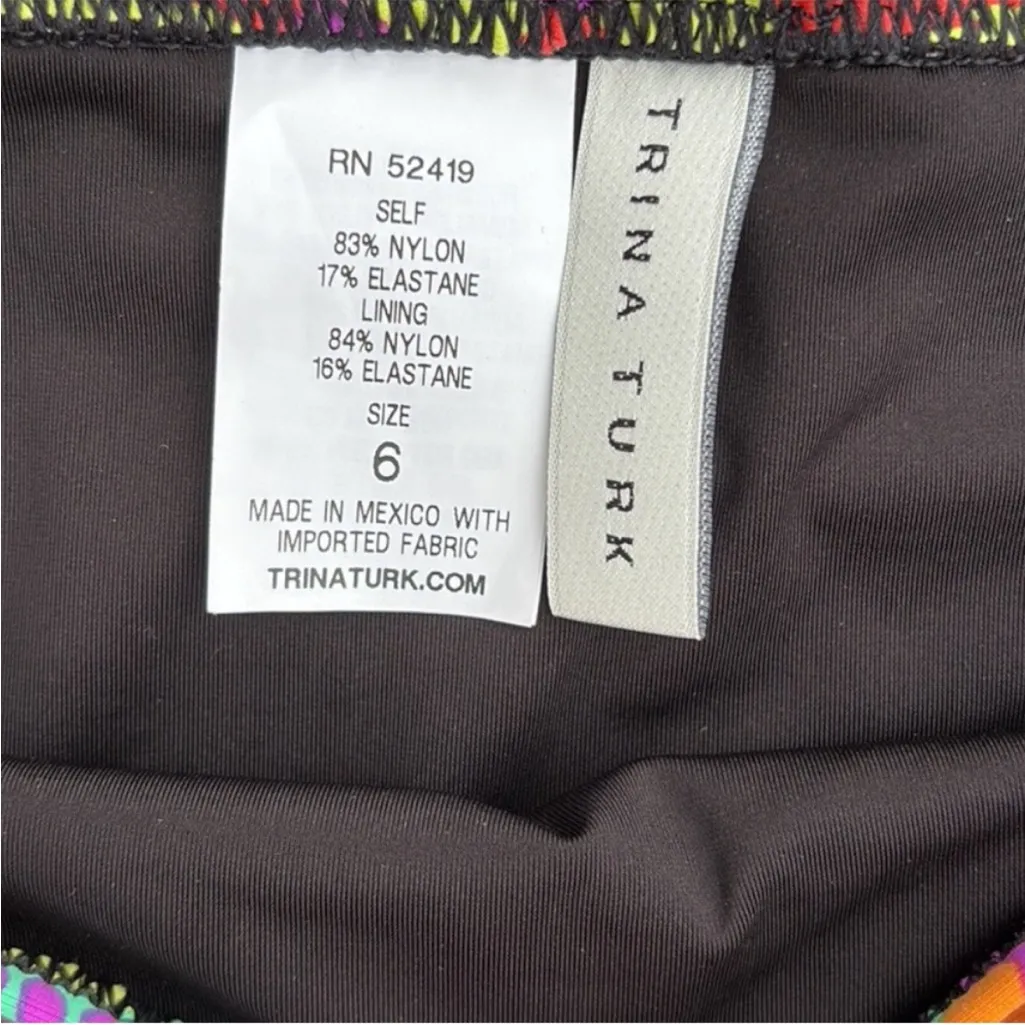 RN 52419
SELF
83% NYLON
17% ELASTANE
LINING
84% NYLON
16% ELASTANE
SIZE
6
MADE IN MEXICO WITH
IMPORTED FABRIC
TRINATURK.COM
TRINA TURK